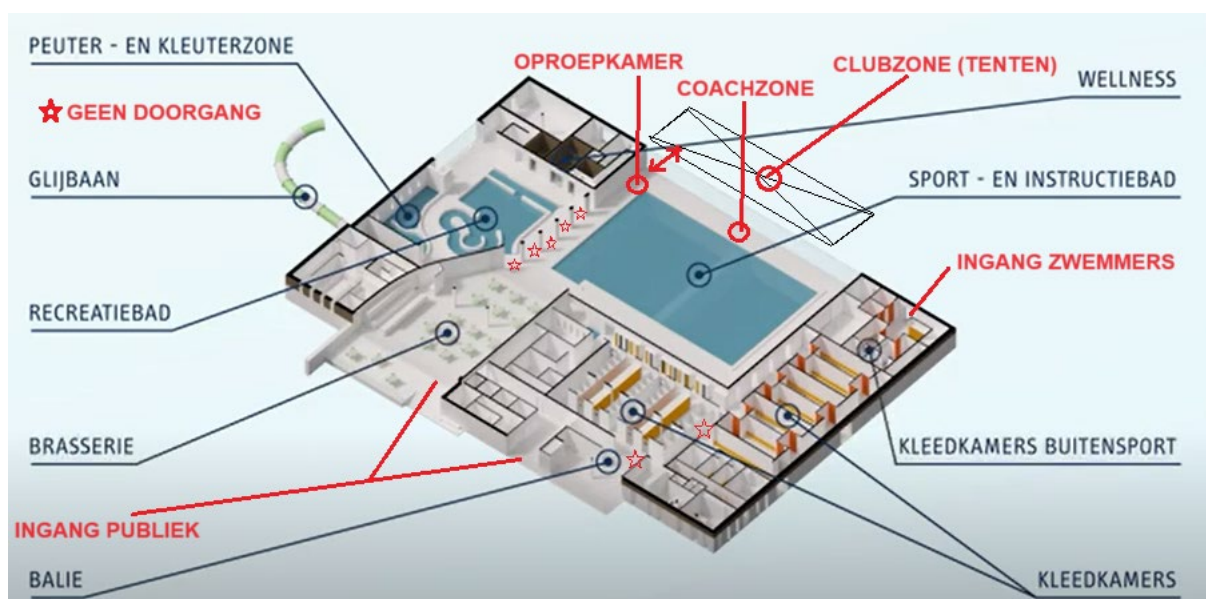 PEUTER - EN KLEUTERZONE
OPROEPKAMER
CLUBZONE (TENTEN)
WELLNESS
COACHZONE
GEEN DOORGANG
GLIJBAAN
SPORT - EN INSTRUCTIEBAD
INGANG ZWEMMERS
RECREATIEBAD
BRASSERIE
KLEEDKAMERS BUITENSPORT
INGANG PUBLIEK
BALIE
KLEEDKAMERS